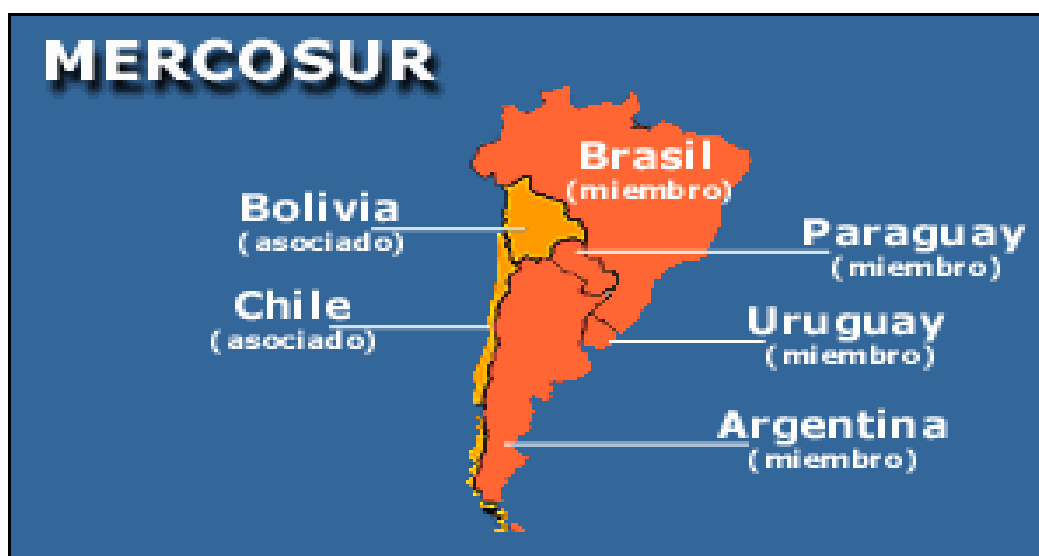 MERCOSUR
Brasil
(miembro)
Bolivia
(asociado)
Paraguay
(miembro)
Chile
(asociado)
Uruguay
(miembro)
Argentina
(miembro)